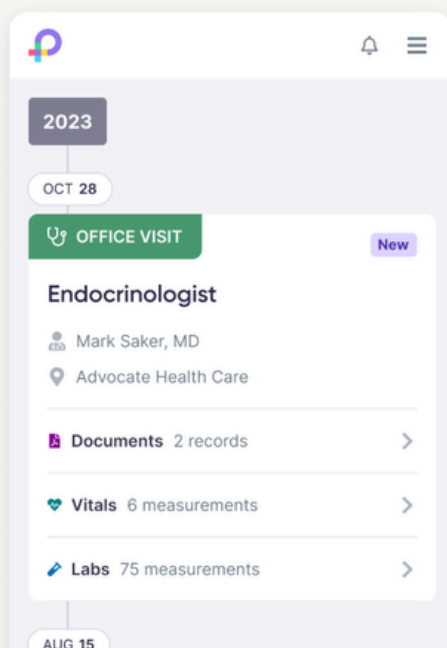 2023
OCT 28
OFFICE VISIT
New
Endocrinologist
Mark Saker, MD
Advocate Health Care
Documents 2 records
Vitals 6 measurements
Labs 75 measurements
AUG 15